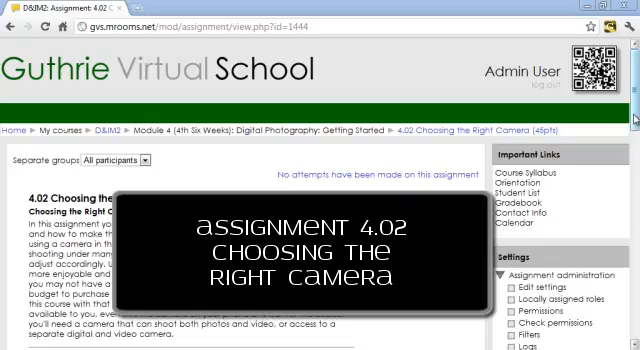 D&IM2: Assignment: 4.02 C
gvs.mrooms.net/mod/assignment/view.php?id=1444
Guthrie Virtual School
Admin User
log out
Home ► My courses ► D&IM2 ► Module 4 (4th Six Weeks): Digital Photography: Getting Started ► 4.02 Choosing the Right Camera (45pts)
Separate groups All participants
No attempts have been made on this assignment
4.02 Choosing the
Choosing the Right C
In this assignment yo
and how to make th
using a camera in th
shooting under man
adjust accordingly. U
more enjoyable and
you may not have a
budget to purchase
this course with that
available to you, eve
you'll need a camera that can shoot both photos and video, or access to a
separate digital and video camera.
Assignment 4.02
Choosing the
Right Camera
Important Links
Course Syllabus
Orientation
Student List
Gradebook
Contact Info
Calendar
Settings
Assignment administration
Edit settings
Locally assigned roles
Permissions
Check permissions
Filters
Logs